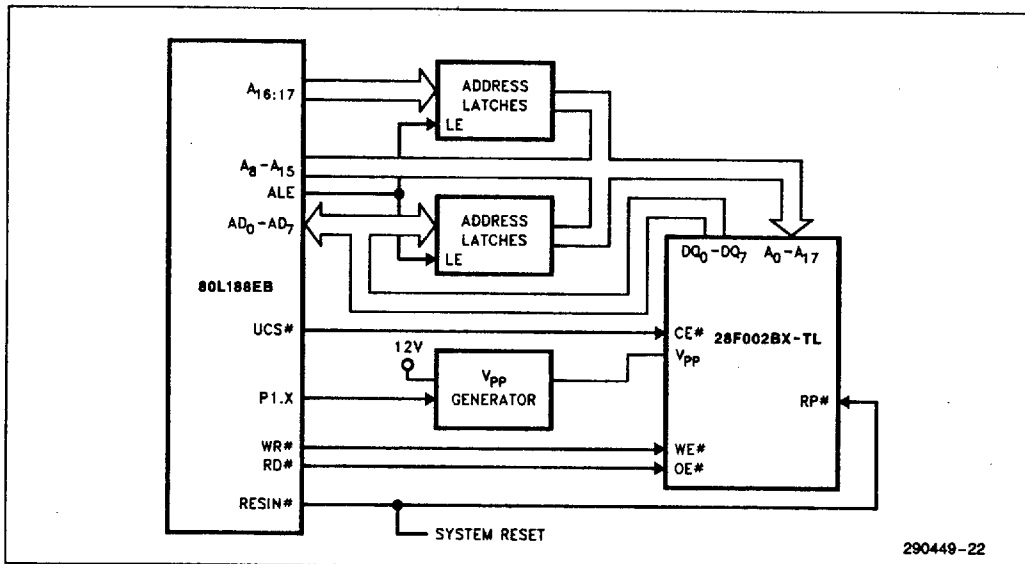 A16:17
A8-A15
ALE
AD0-AD7
80L188EB
UCS#
P1.X
WR#
RD#
RESIN#
ADDRESS
LATCHES
LE
ADDRESS
LATCHES
LE
12V
VPP
GENERATOR
SYSTEM RESET
DQ0-DQ7 A0-A17
CE# 28F002BX-TL
VPP
RP#
WE#
OE#
290449-22